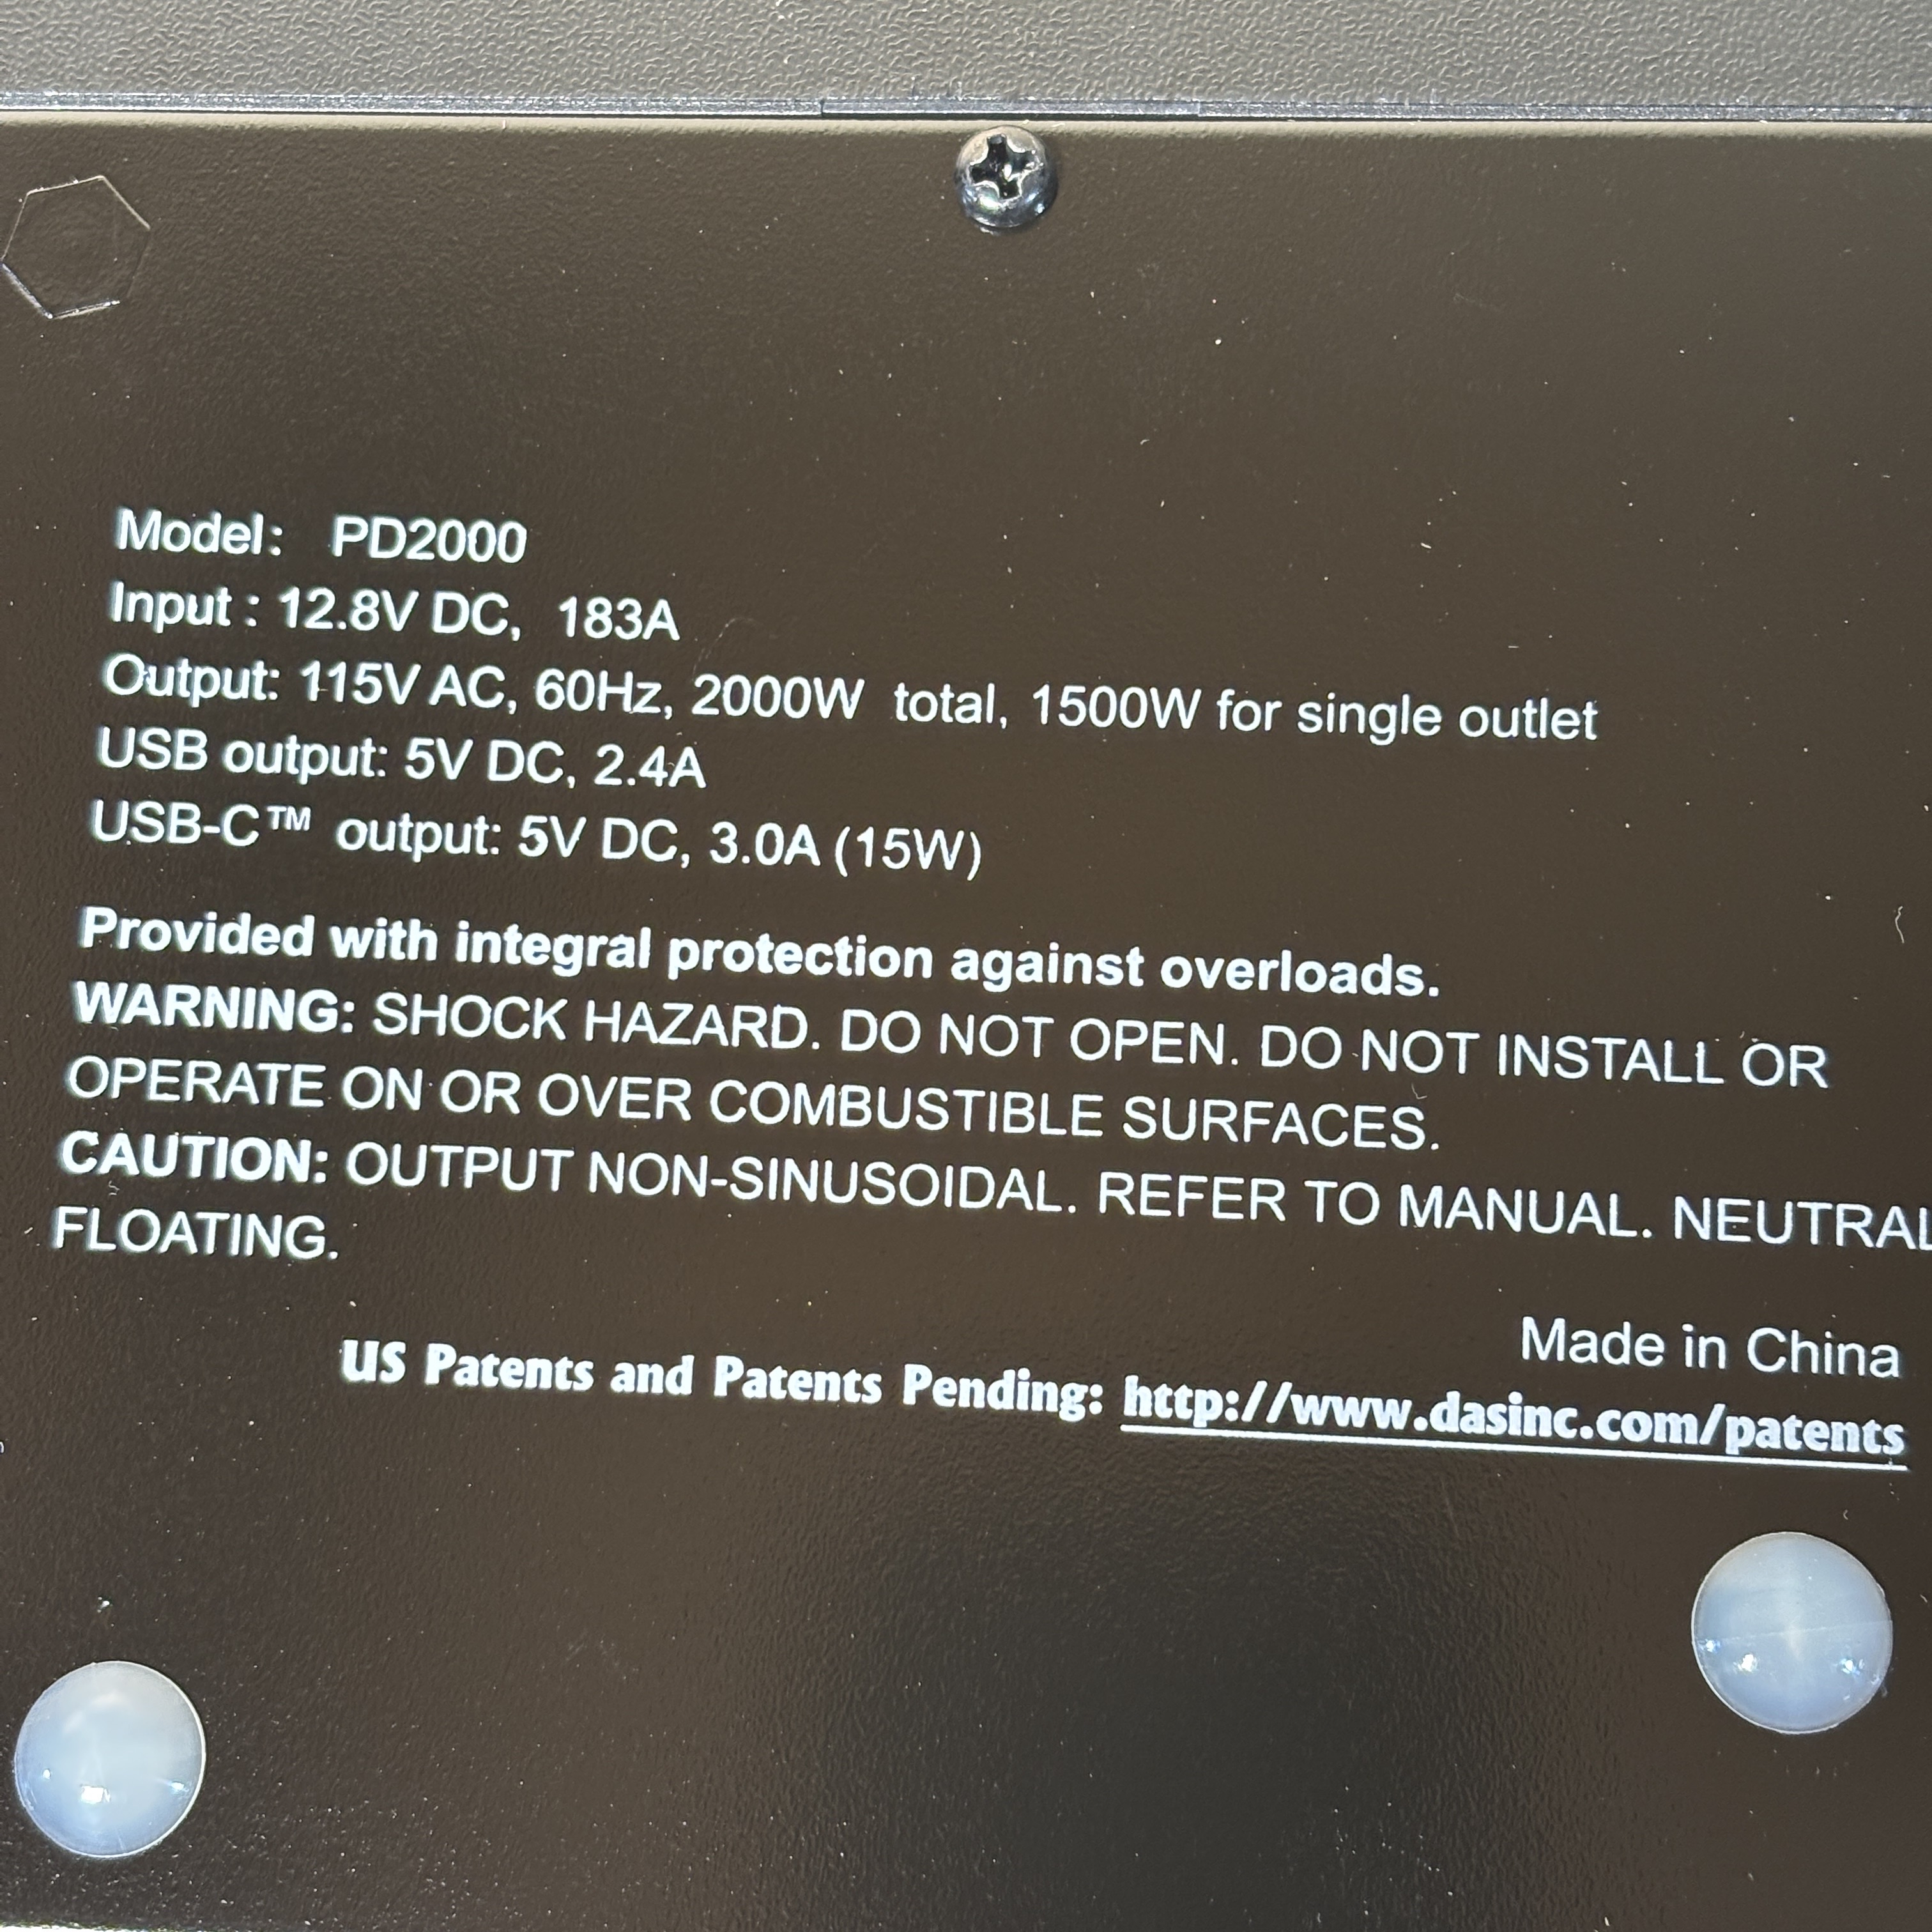 Model: PD2000
Input : 12.8V DC, 183A
Output: 115V AC, 60Hz, 2000W total, 1500W for single outlet
USB output: 5V DC, 2.4A
USB-C™ output: 5V DC, 3.0A (15W)
Provided with integral protection against overloads.
WARNING: SHOCK HAZARD. DO NOT OPEN. DO NOT INSTALL OR
OPERATE ON OR OVER COMBUSTIBLE SURFACES.
CAUTION: OUTPUT NON-SINUSOIDAL. REFER TO MANUAL. NEUTRAL
FLOATING.
Made in China
US Patents and Patents Pending: http://www.dasinc.com/patents